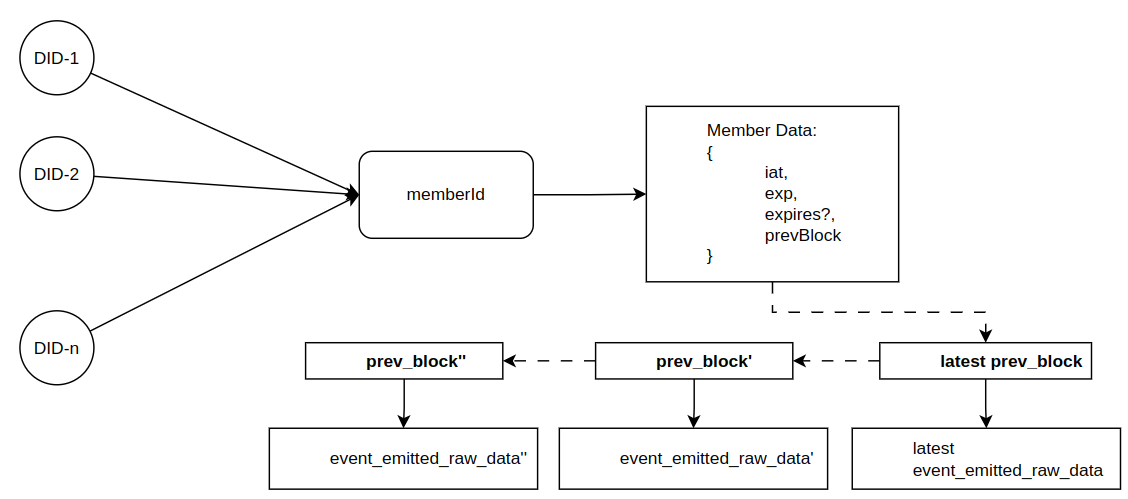 DID-1
DID-2
DID-n
memberId
Member Data:
{
iat,
exp,
expires?,
prevBlock
}
prev_block''
prev_block'
latest prev_block
event_emitted_raw_data''
event_emitted_raw_data'
latest
event_emitted_raw_data